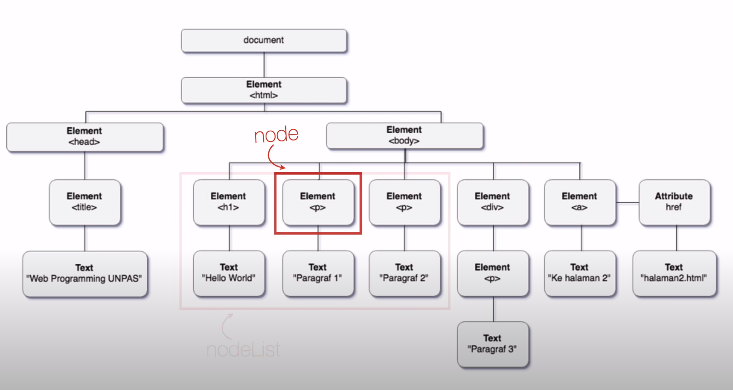 document
Element
<html>
Element
<head>
node
Element
<body>
Element
<title>
Element
<h1>
Element
<p>
Element
<p>
Element
<div>
Element
<a>
Attribute
href
Text
"Web Programming UNPAS"
Text
"Hello World"
Text
"Paragraf 1"
Text
"Paragraf 2"
Element
<p>
Text
"Ke halaman 2"
Text
"halaman2.html"
nodeList
Text
"Paragraf 3"